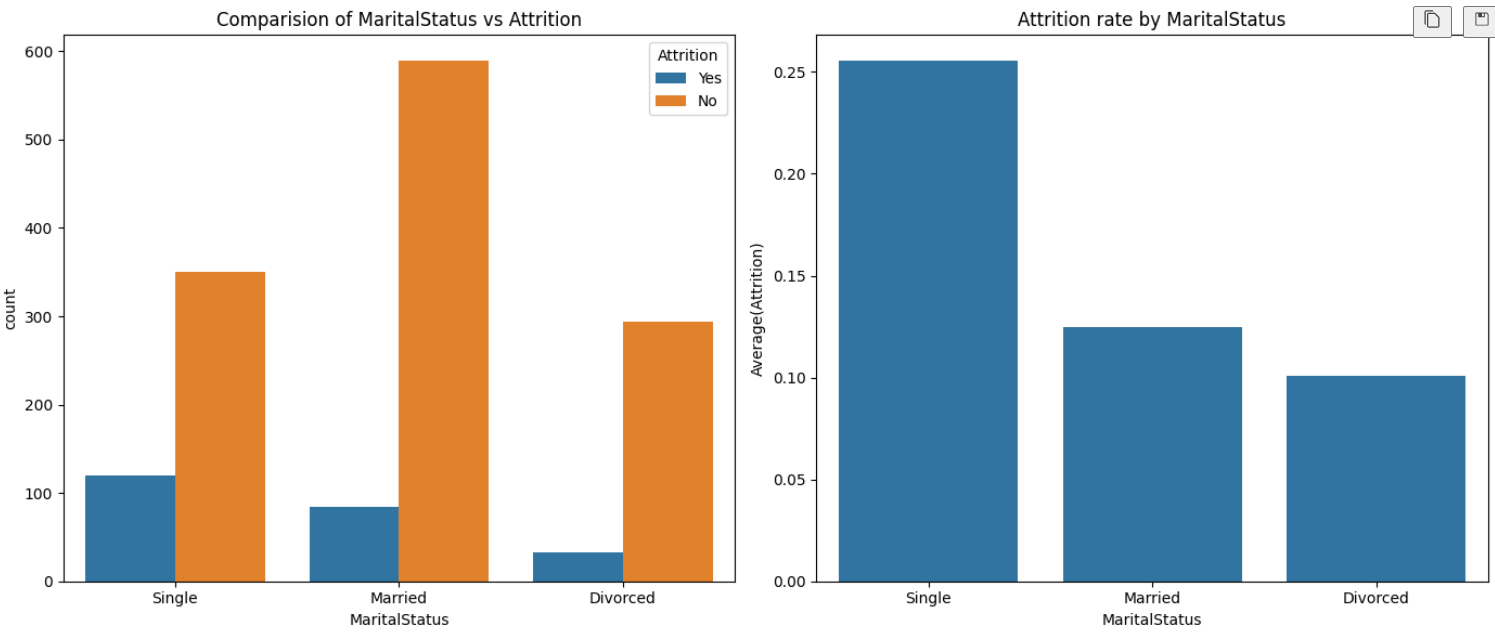 Comparision of MaritalStatus vs Attrition
600
500
400
300
200
100
0
count
Attrition
Yes
No
Single
Married
Divorced
MaritalStatus
Attrition rate by MaritalStatus
0.25
0.20
0.15
0.10
0.05
0.00
Average(Attrition)
Single
Married
Divorced
MaritalStatus